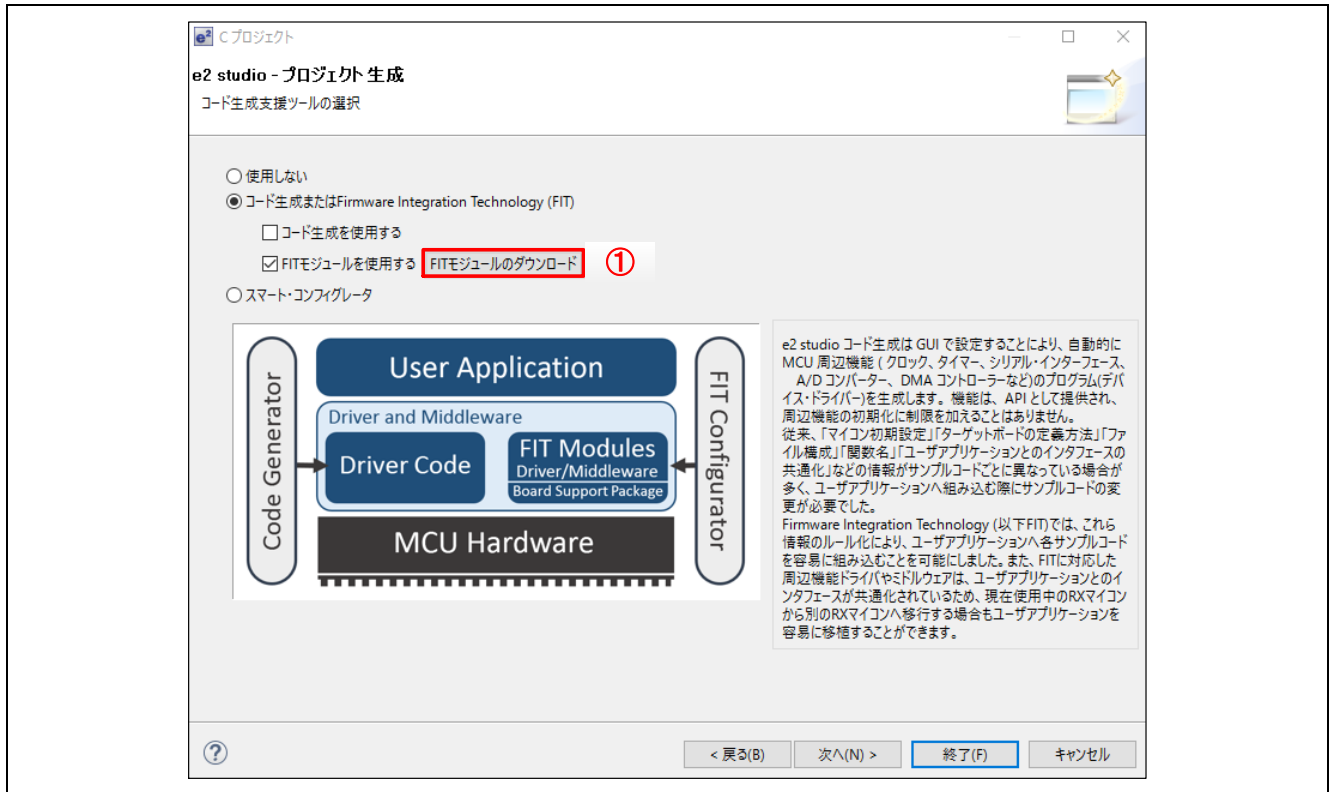 e² C プロジェクト
e2 studio - プロジェクト生成
コード生成支援ツールの選択
使用しない
コード生成またはFirmware Integration Technology (FIT)
コード生成を使用する
FITモジュールを使用する FITモジュールのダウンロード ①
スマート・コンフィグレータ
Code Generator
User Application
Driver and Middleware
Driver Code
FIT Modules
Driver/Middleware
Board Support Package
MCU Hardware
FIT Configurator
e2 studio コード生成は GUI で設定することにより、自動的に
MCU 周辺機能 ( クロック、タイマー、シリアル・インターフェース、
A/D コンバーター、DMA コントローラーなど)のプログラム(デバ
イス・ドライバー)を生成します。機能は、API として提供され、
周辺機能の初期化に制限を加えることはありません。
従来、「マイコン初期設定」「ターゲットボードの定義方法」「ファ
イル構成」「関数名」「ユーザアプリケーションとのインタフェースの
共通化」などの情報がサンプルコードごとに異なっている場合が
多く、ユーザアプリケーションへ組み込む際にサンプルコードの変
更が必要でした。
Firmware Integration Technology (以下FIT)では、これら
情報のルール化により、ユーザアプリケーションへ各サンプルコード
を容易に組み込むことを可能にしました。また、FITに対応した
周辺機能ドライバやミドルウェアは、ユーザアプリケーションとのイ
ンタフェースが共通化されているため、現在使用中のRXマイコン
から別のRXマイコンへ移行する場合もユーザアプリケーションを
容易に移植することができます。
?
< 戻る(B) 次へ(N) > 終了(F) キャンセル